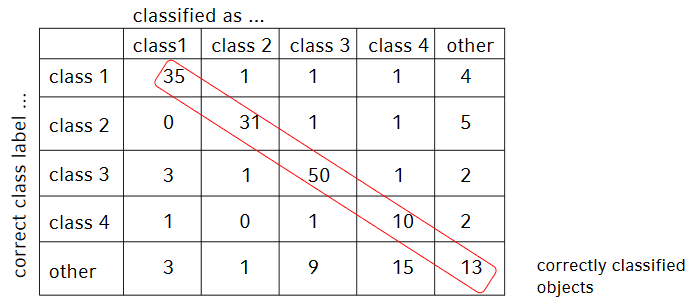 classified as ...
class1 class 2 class 3 class 4 other
class 1 35 1 1 1 4
class 2 0 31 1 1 5
class 3 3 1 50 1 2
class 4 1 0 1 10 2
other 3 1 9 15 13
correct class label ...
correctly classified
objects